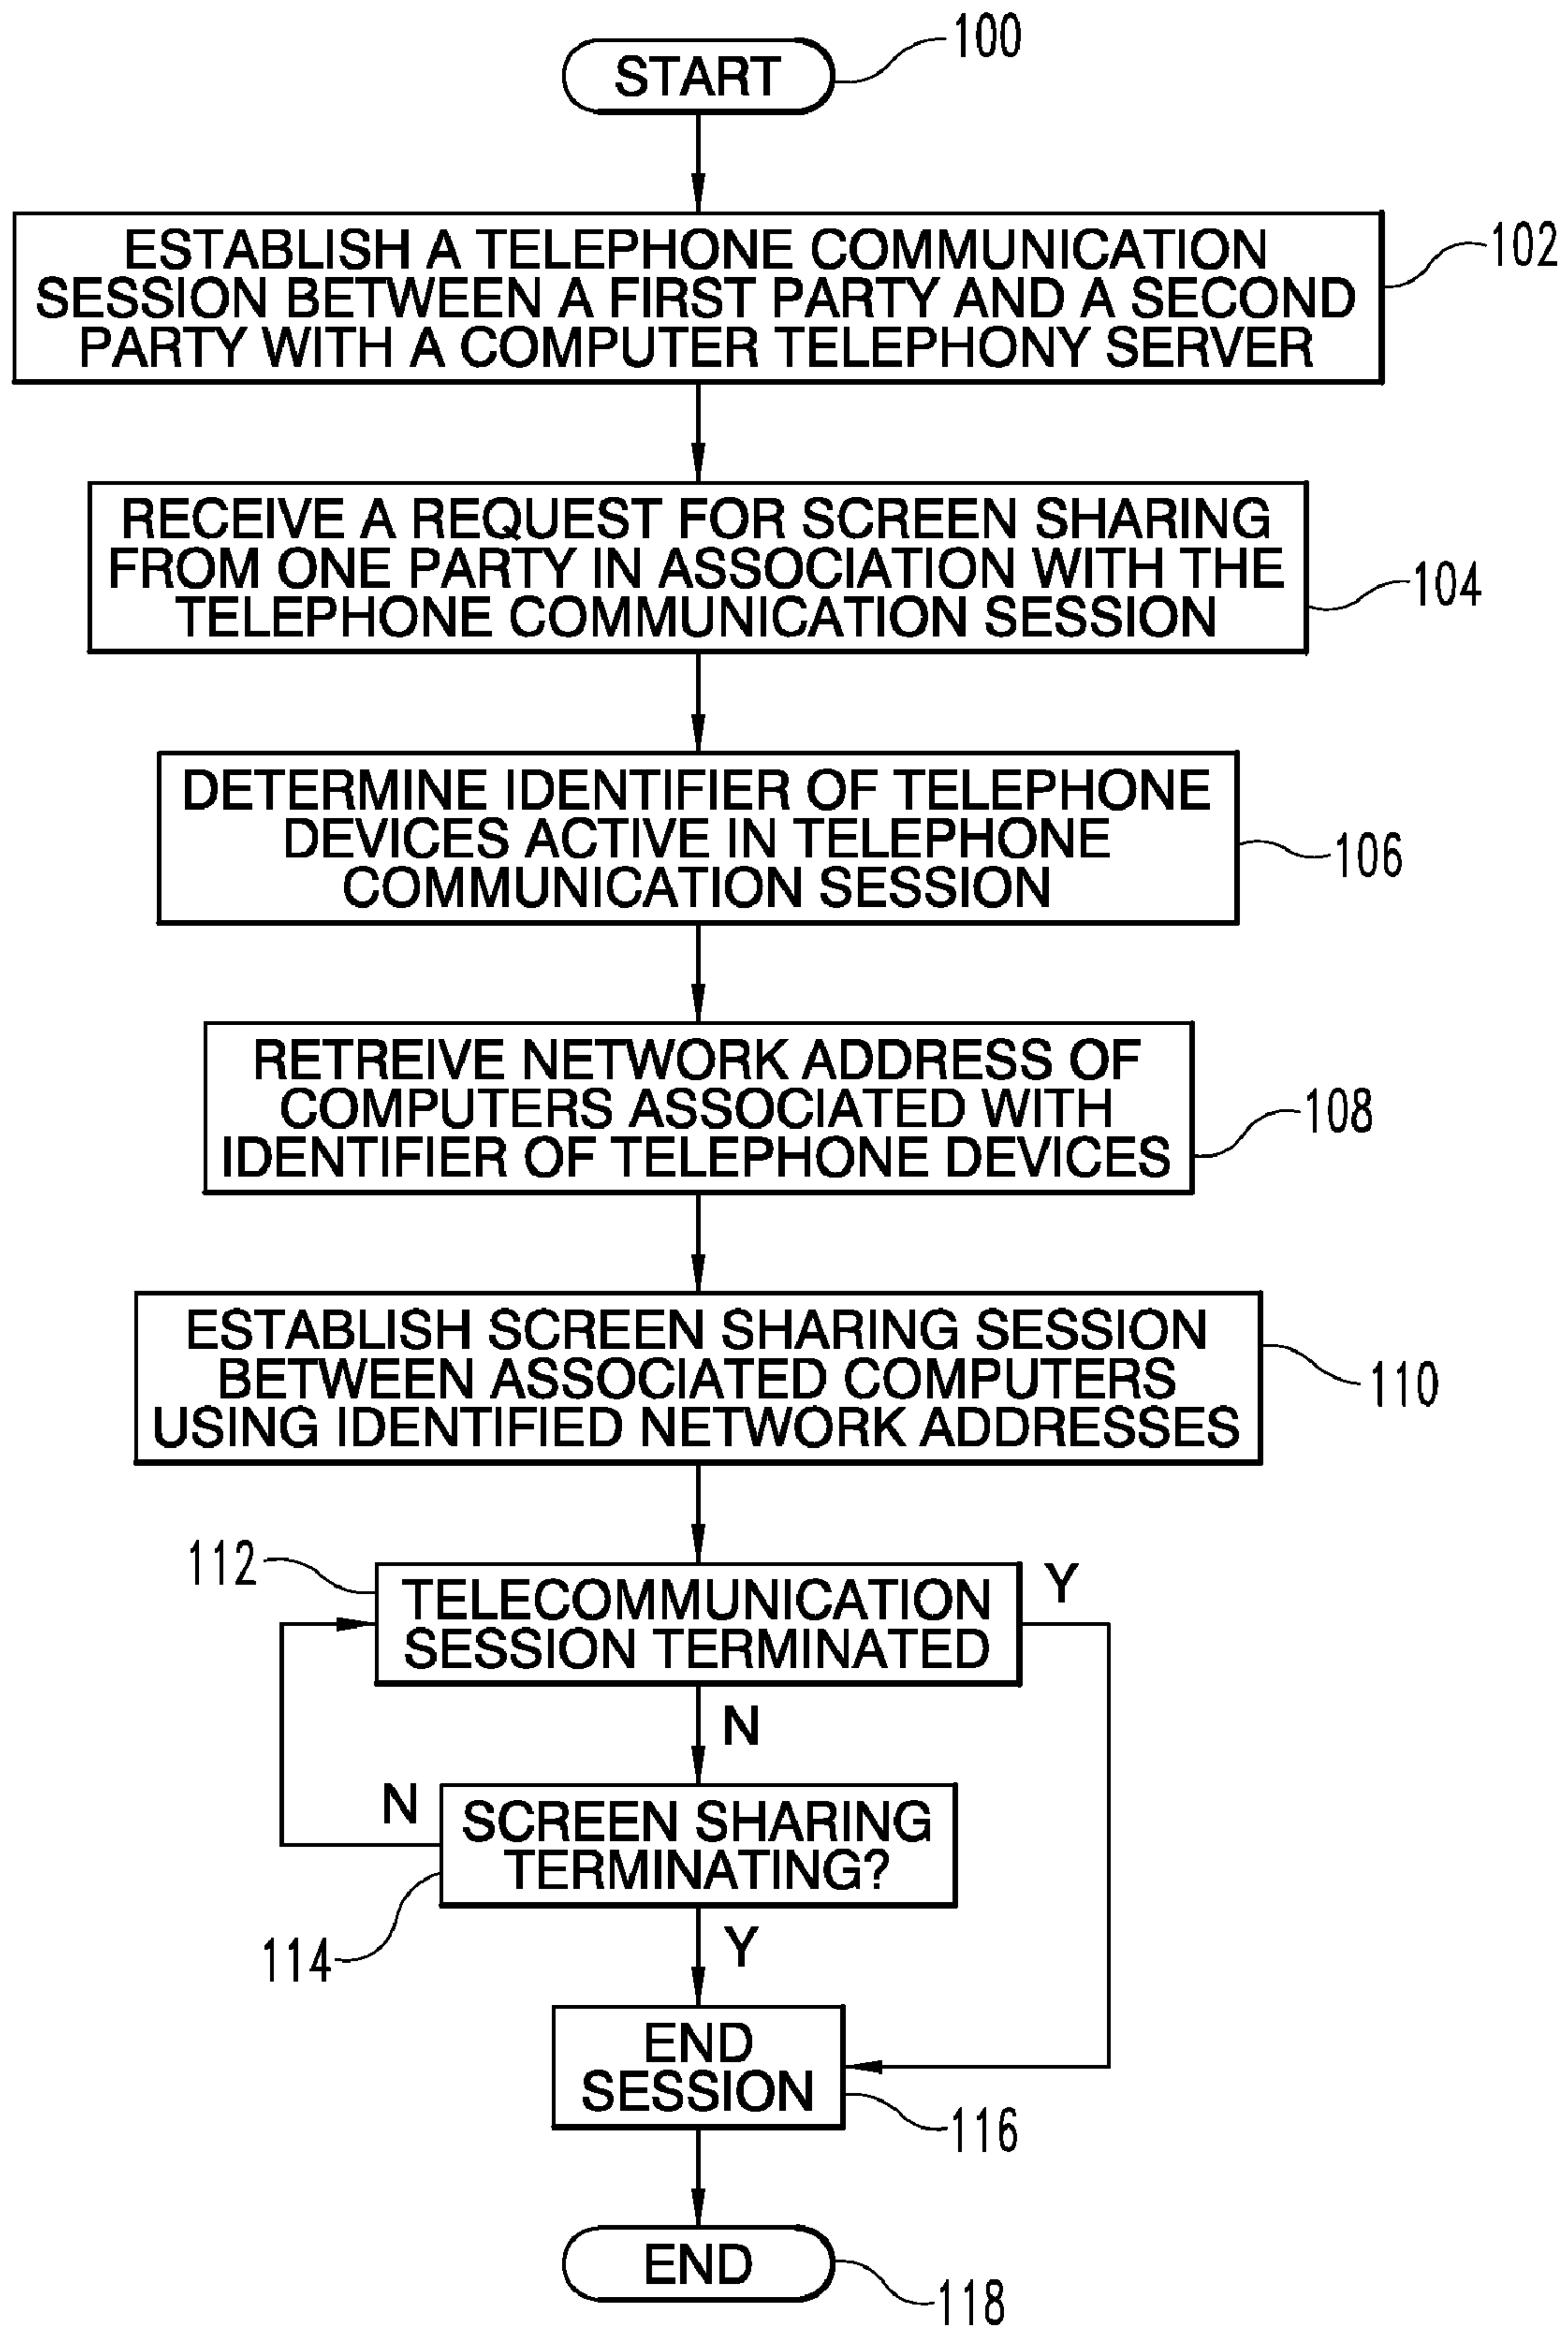 START
100
ESTABLISH A TELEPHONE COMMUNICATION
SESSION BETWEEN A FIRST PARTY AND A SECOND
PARTY WITH A COMPUTER TELEPHONY SERVER
102
RECEIVE A REQUEST FOR SCREEN SHARING
FROM ONE PARTY IN ASSOCIATION WITH THE
TELEPHONE COMMUNICATION SESSION
104
DETERMINE IDENTIFIER OF TELEPHONE
DEVICES ACTIVE IN TELEPHONE
COMMUNICATION SESSION
106
RETREIVE NETWORK ADDRESS OF
COMPUTERS ASSOCIATED WITH
IDENTIFIER OF TELEPHONE DEVICES
108
ESTABLISH SCREEN SHARING SESSION
BETWEEN ASSOCIATED COMPUTERS
USING IDENTIFIED NETWORK ADDRESSES
110
112
TELECOMMUNICATION
SESSION TERMINATED
Y
N
N
SCREEN SHARING
TERMINATING?
114
Y
END
SESSION
116
END
118